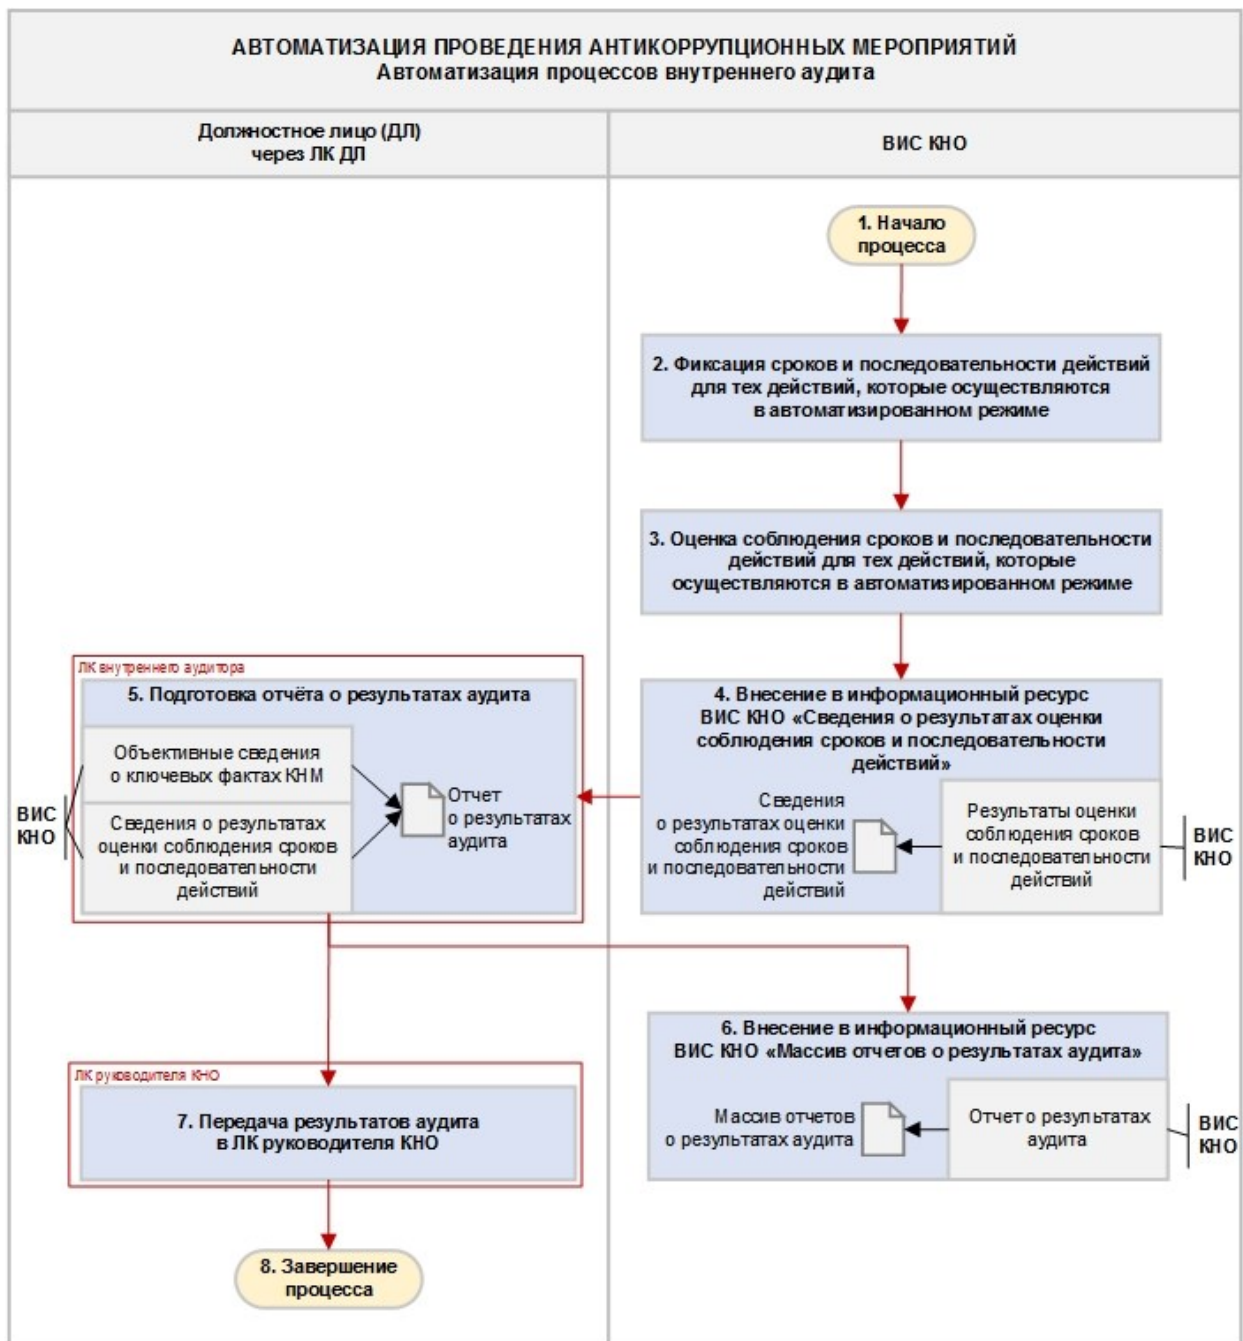 АВТОМАТИЗАЦИЯ ПРОВЕДЕНИЯ АНТИКОРРУПЦИОННЫХ МЕРОПРИЯТИЙ
Автоматизация процессов внутреннего аудита
Должностное лицо (ДЛ)
через ЛК ДЛ
ВИС КНО
1. Начало
процесса
2. Фиксация сроков и последовательности действий
для тех действий, которые осуществляются
в автоматизированном режиме
3. Оценка соблюдения сроков и последовательности
действий для тех действий, которые
осуществляются в автоматизированном режиме
4. Внесение в информационный ресурс
ВИС КНО «Сведения о результатах оценки
соблюдения сроков и последовательности
действий»
Сведения
о результатах оценки
соблюдения сроков
и последовательности
действий
Результаты оценки
соблюдения сроков
и последовательности
действий
ВИС
КНО
ЛК внутреннего аудитора
5. Подготовка отчёта о результатах аудита
Объективные сведения
о ключевых фактах КНМ
Сведения о результатах
оценки соблюдения сроков
и последовательности
действий
ВИС
КНО
Отчет
о результатах
аудита
6. Внесение в информационный ресурс
ВИС КНО «Массив отчетов о результатах аудита»
Массив отчетов
о результатах аудита
Отчет о результатах
аудита
ВИС
КНО
ЛК руководителя КНО
7. Передача результатов аудита
в ЛК руководителя КНО
8. Завершение
процесса